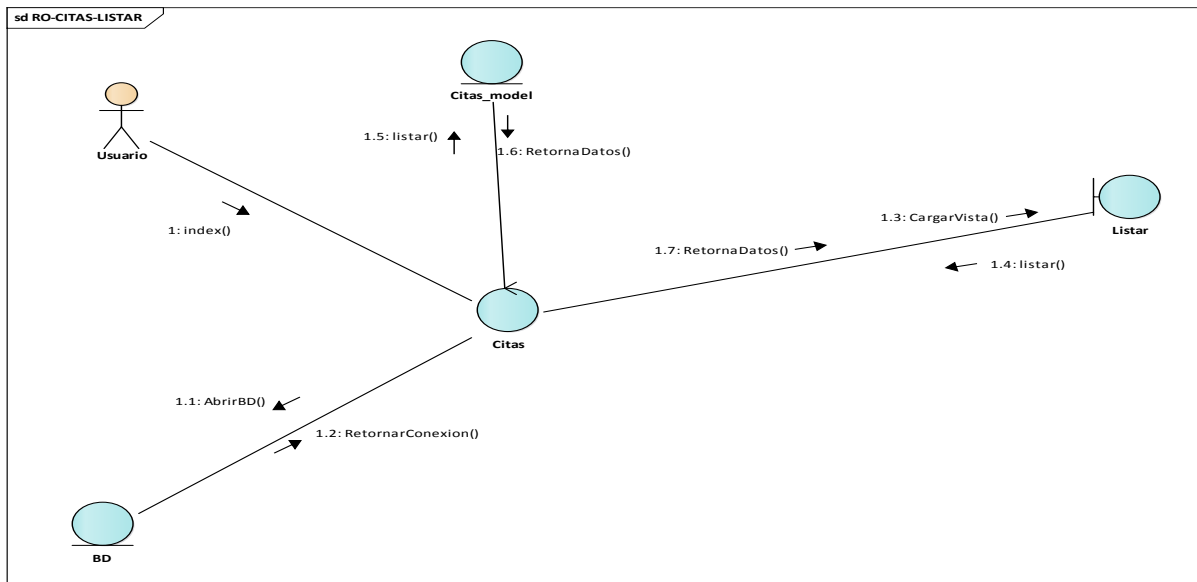 sd RO-CITAS-LISTAR
Citas_model
Usuario
1.5: listar()
1.6: RetornaDatos()
1: index()
1.3: CargarVista()
Listar
1.7: RetornaDatos()
1.4: listar()
Citas
1.1: AbrirBD()
1.2: RetornarConexion()
BD